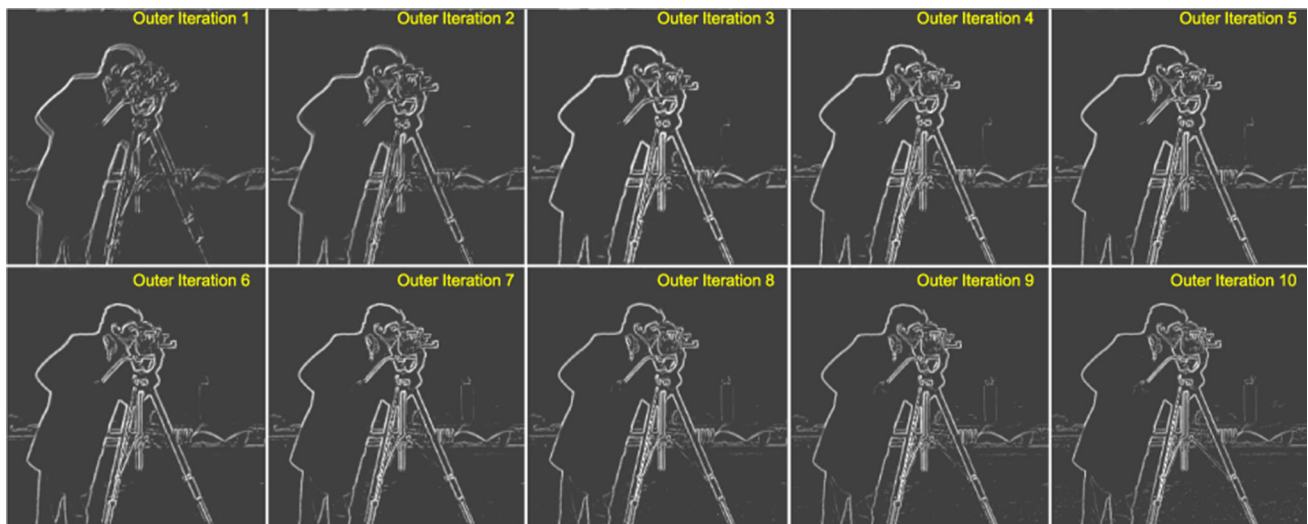 Outer Iteration 1
Outer Iteration 2
Outer Iteration 3
Outer Iteration 4
Outer Iteration 5
Outer Iteration 6
Outer Iteration 7
Outer Iteration 8
Outer Iteration 9
Outer Iteration 10